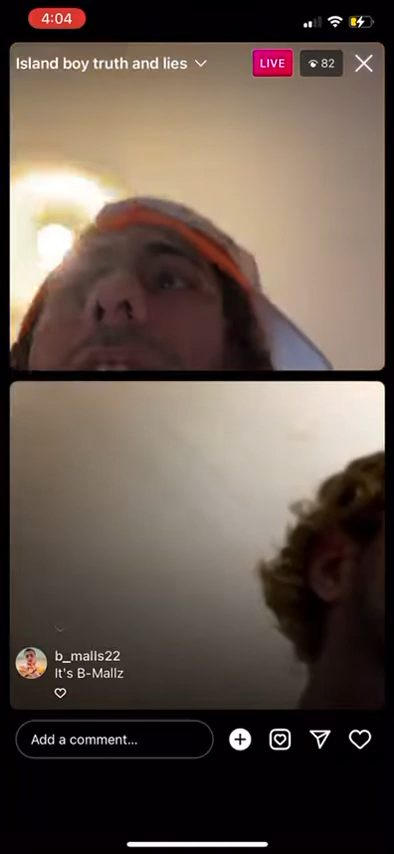 4:04
Island boy truth and lies
LIVE
82
b_malls22
It's B-Mallz
Add a comment...